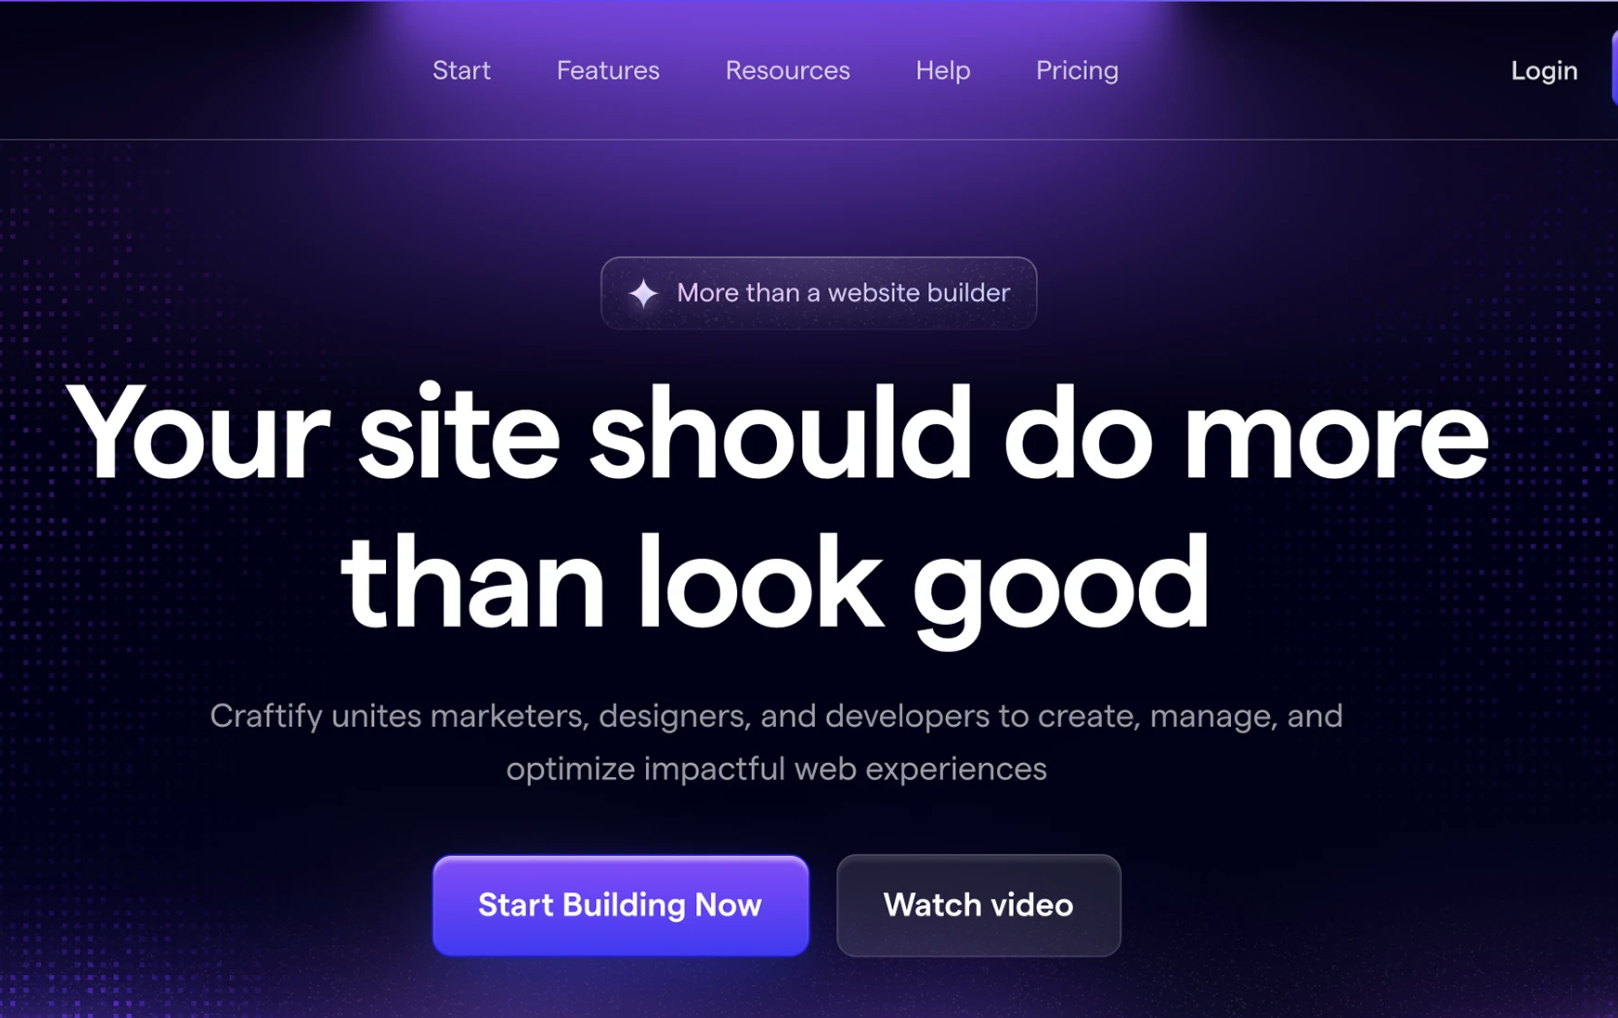 Start Features Resources Help Pricing Login
More than a website builder
Your site should do more
than look good
Craftify unites marketers, designers, and developers to create, manage, and
optimize impactful web experiences
Start Building Now Watch video